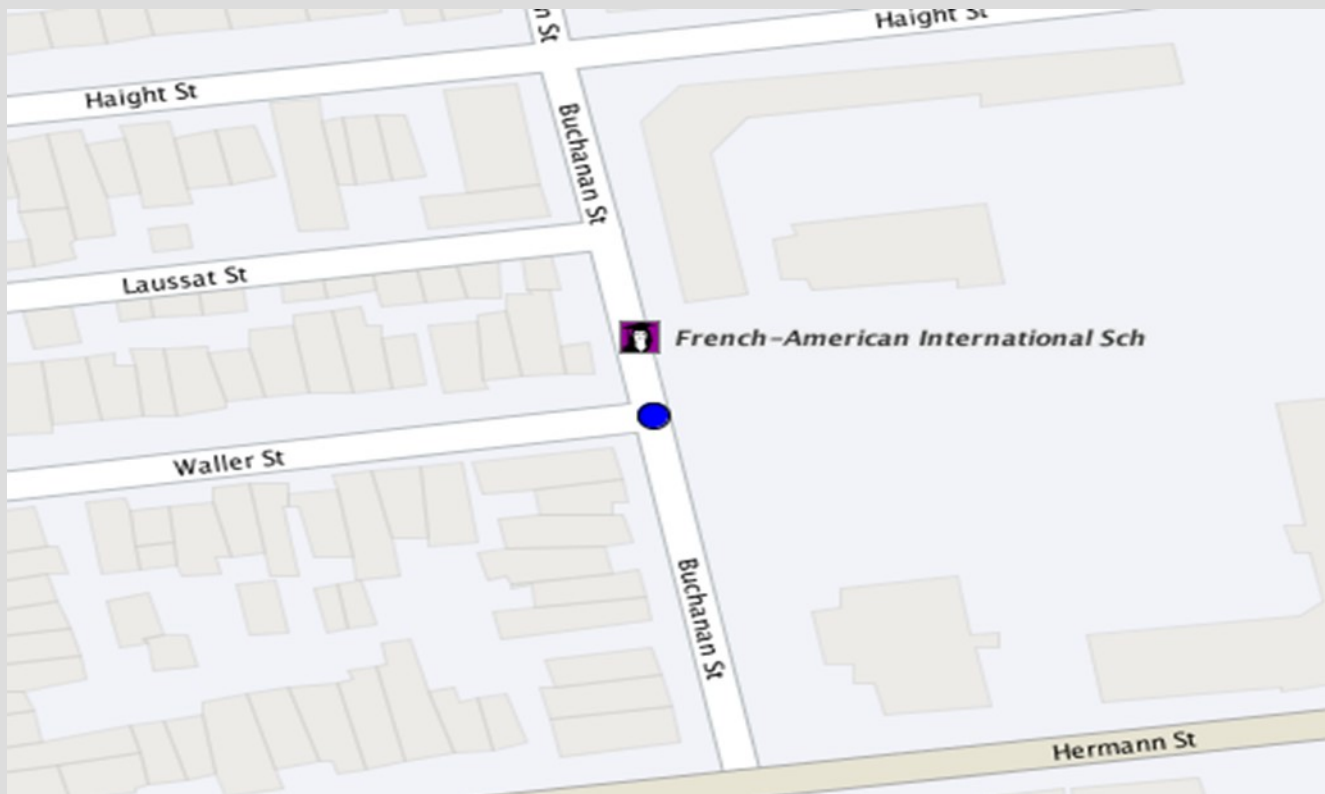 n St
Haight St
Haight St
Buchanan St
Laussat St
French-American International Sch
Waller St
Buchanan St
Hermann St